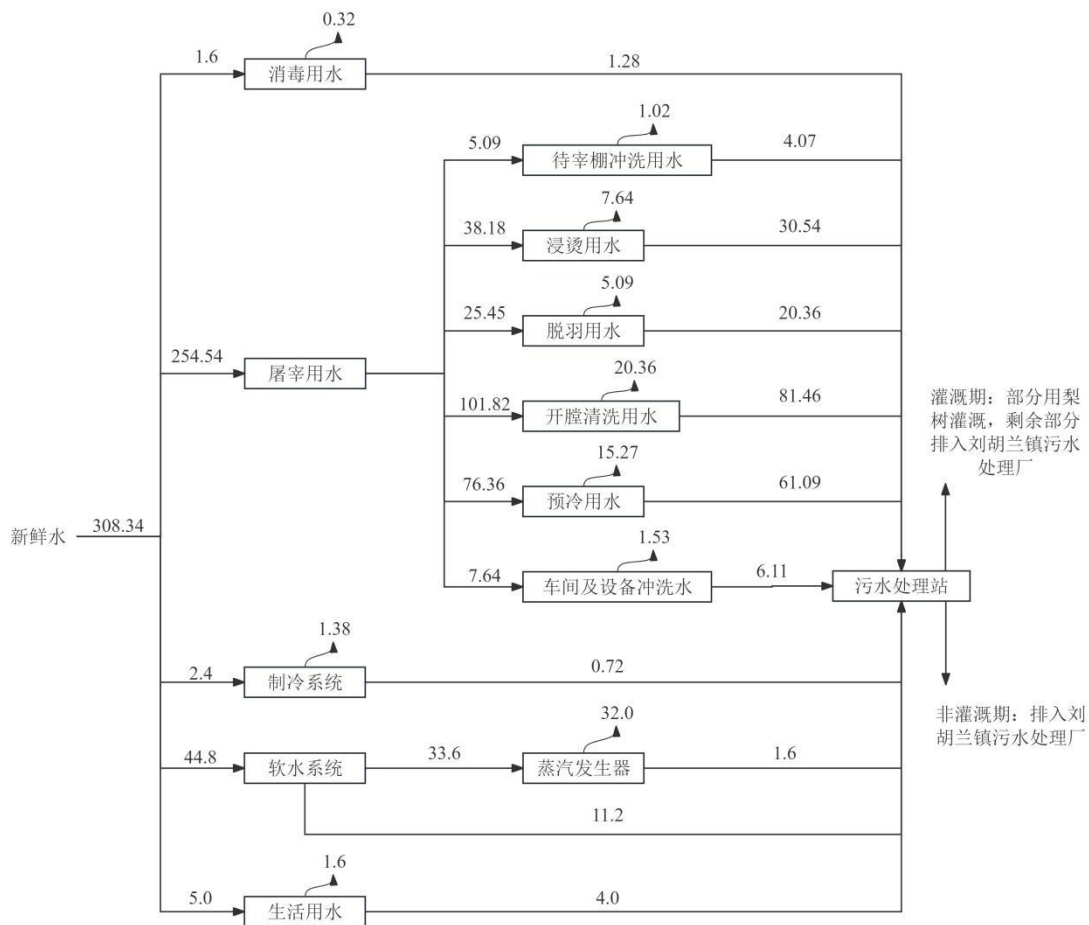 0.32
1.6
消毒用水
1.28
1.02
5.09
待宰棚冲洗用水
4.07
7.64
38.18
浸烫用水
30.54
5.09
25.45
脱羽用水
20.36
254.54
屠宰用水
20.36
101.82
开膛清洗用水
81.46
灌溉期：部分用梨
树灌溉，剩余部分
排入刘胡兰镇污水
处理厂
15.27
76.36
预冷用水
61.09
新鲜水
308.34
1.53
7.64
车间及设备冲洗水
6.11
污水处理站
1.38
2.4
制冷系统
0.72
非灌溉期：排入刘
胡兰镇污水处理厂
32.0
44.8
软水系统
33.6
蒸汽发生器
1.6
11.2
1.6
5.0
生活用水
4.0